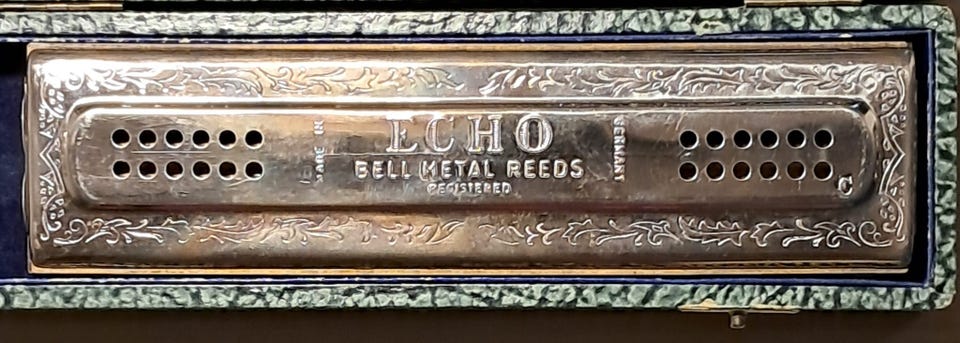 MADE IN
ECHO
GERMANY
BELL METAL REEDS
REGISTERED
C